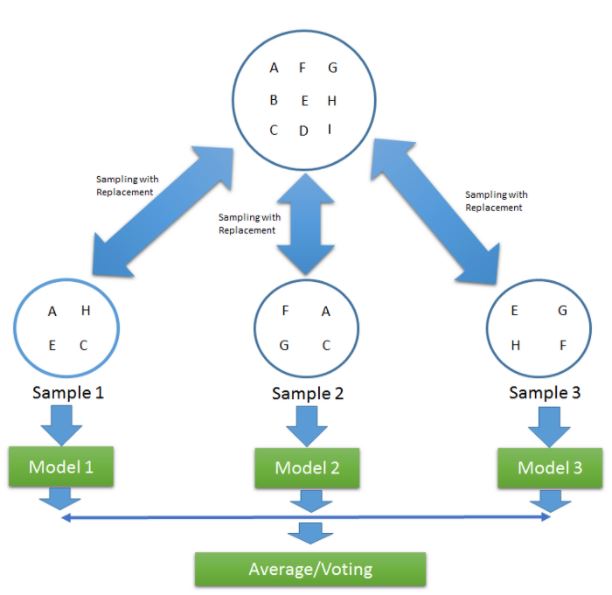 A F G
B E H
C D I
Sampling with
Replacement
Sampling with
Replacement
Sampling with
Replacement
A H
E C
F A
G C
E G
H F
Sample 1
Sample 2
Sample 3
Model 1
Model 2
Model 3
Average/Voting